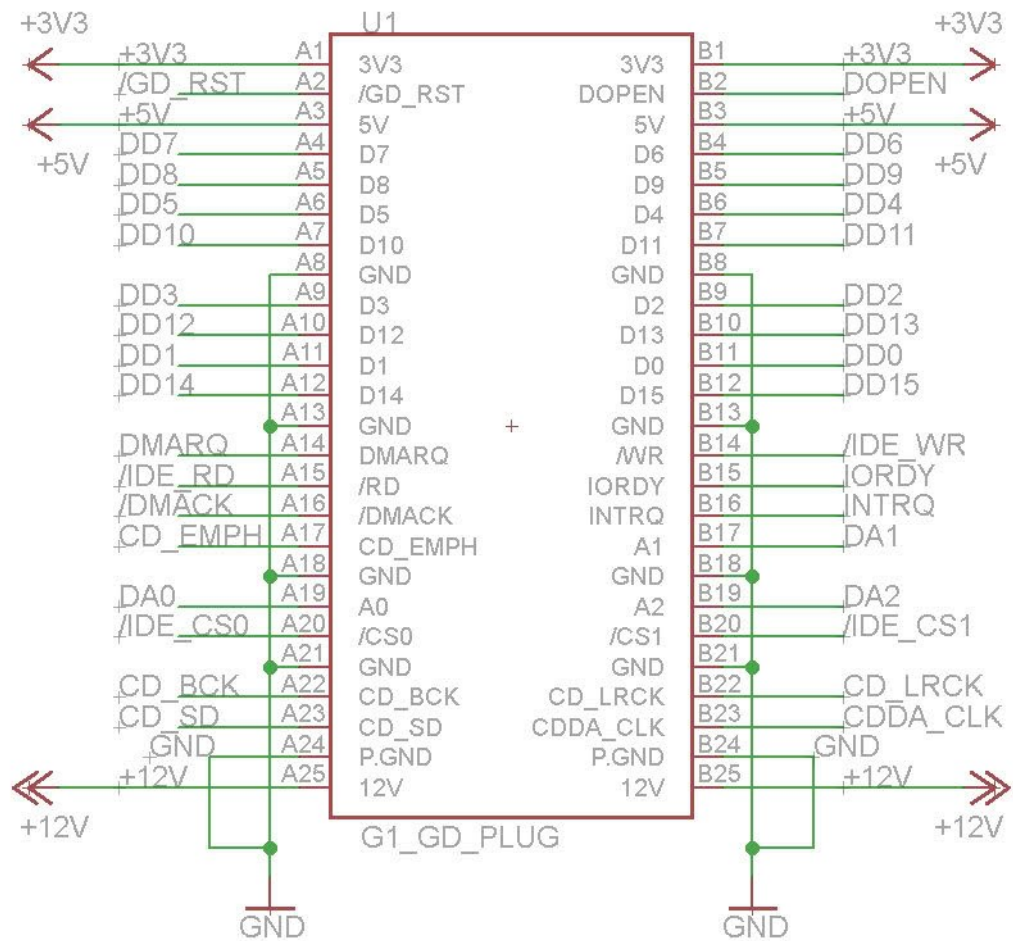 +3V3 U1 +3V3
+3V3 A1 3V3 3V3 B1 +3V3
/GD_RST A2 /GD_RST DOPEN B2 DOPEN
+5V A3 5V 5V B3 +5V
+5V +5V
DD7 A4 D7 D6 B4 DD6
DD8 A5 D8 D9 B5 DD9
DD5 A6 D5 D4 B6 DD4
DD10 A7 D10 D11 B7 DD11
A8 GND GND B8
DD3 A9 D3 D2 B9 DD2
DD12 A10 D12 D13 B10 DD13
DD1 A11 D1 D0 B11 DD0
DD14 A12 D14 D15 B12 DD15
A13 GND GND B13
DMARQ A14 DMARQ /WR B14 /IDE_WR
/IDE_RD A15 /RD IORDY B15 IORDY
/DMACK A16 /DMACK INTRQ B16 INTRQ
CD_EMPH A17 CD_EMPH A1 B17 DA1
A18 GND GND B18
DA0 A19 A0 A2 B19 DA2
/IDE_CS0 A20 /CS0 /CS1 B20 /IDE_CS1
A21 GND GND B21
CD_BCK A22 CD_BCK CD_LRCK B22 CD_LRCK
CD_SD A23 CD_SD CDDA_CLK B23 CDDA_CLK
GND A24 P.GND P.GND B24 GND
+12V A25 12V 12V B25 +12V
+12V G1_GD_PLUG +12V
GND GND